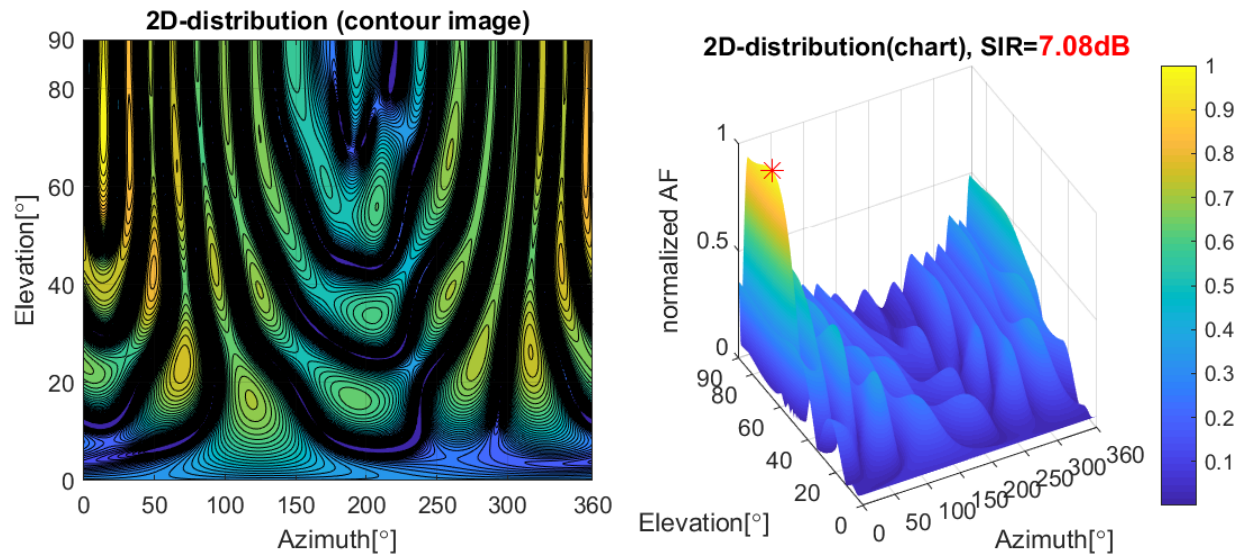 2D-distribution (contour image)
90
80
60
40
20
0
Elevation[°]
0 50 100 150 200 250 300 360
Azimuth[°]
2D-distribution(chart), SIR=7.08dB
1
0.5
0
normalized AF
90
80
60
40
20
0
Elevation[°]
0 50 100 150 200 250 300 360
Azimuth[°]
1
0.9
0.8
0.7
0.6
0.5
0.4
0.3
0.2
0.1